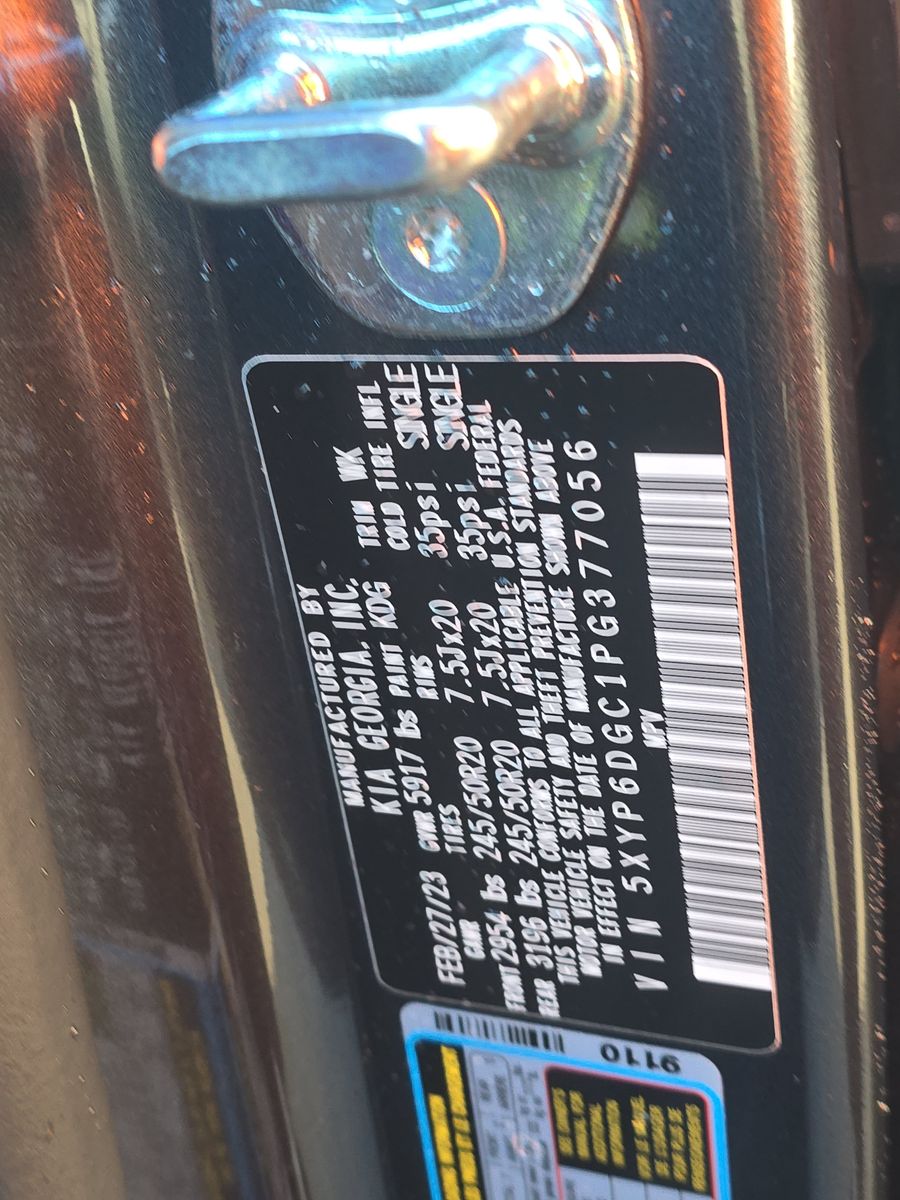 MANUFACTURED BY
KIA GEORGIA, INC.
FEB/27/23 GVWR 5917 lbs PAINT KDG TRIM WK
GAWR TIRES RIMS COLD TIRE INFL
FRONT 2954 lbs 245/50R20 7.5Jx20 35psi SINGLE
REAR 3196 lbs 245/50R20 7.5Jx20 35psi SINGLE
THIS VEHICLE CONFORMS TO ALL APPLICABLE U.S.A. FEDERAL
MOTOR VEHICLE SAFETY AND THEFT PREVENTION STANDARDS
IN EFFECT ON THE DATE OF MANUFACTURE SHOWN ABOVE
VIN 5XYP6DGC1PG377056
MPV
9110